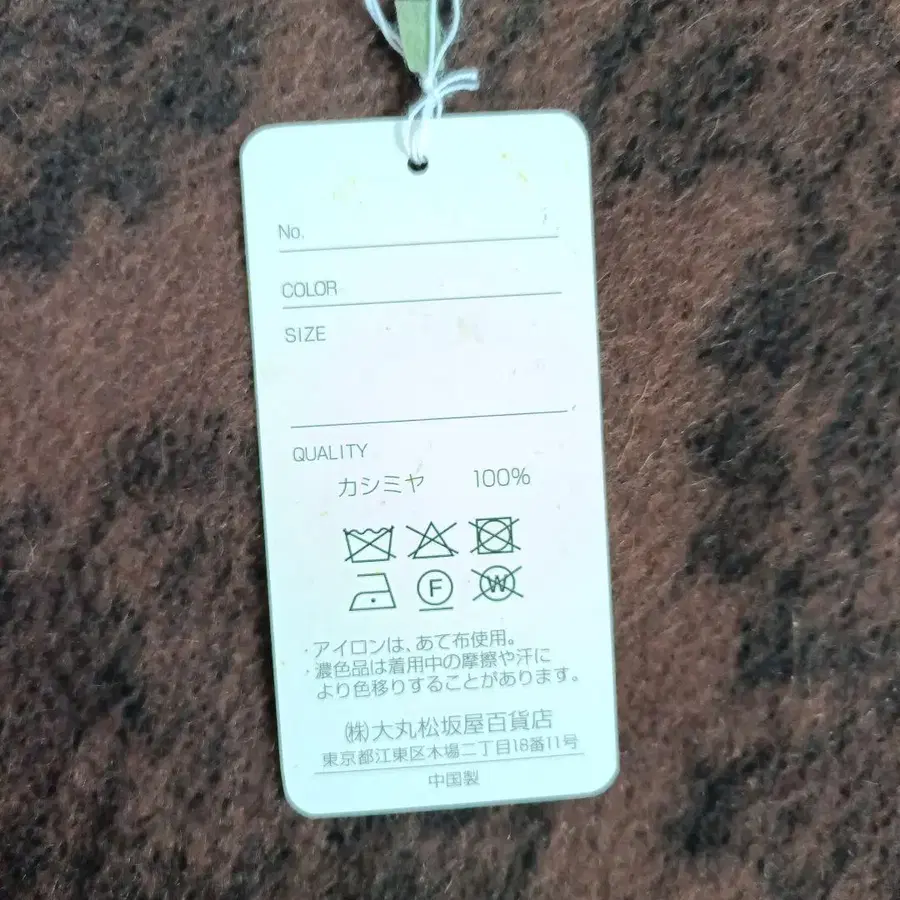 No.
COLOR
SIZE
QUALITY
カシミヤ 100%
F W
・アイロンは、あて布使用。
・濃色品は着用中の摩擦や汗に
より色移りすることがあります。
㈱大丸松坂屋百貨店
東京都江東区木場二丁目18番11号
中国製